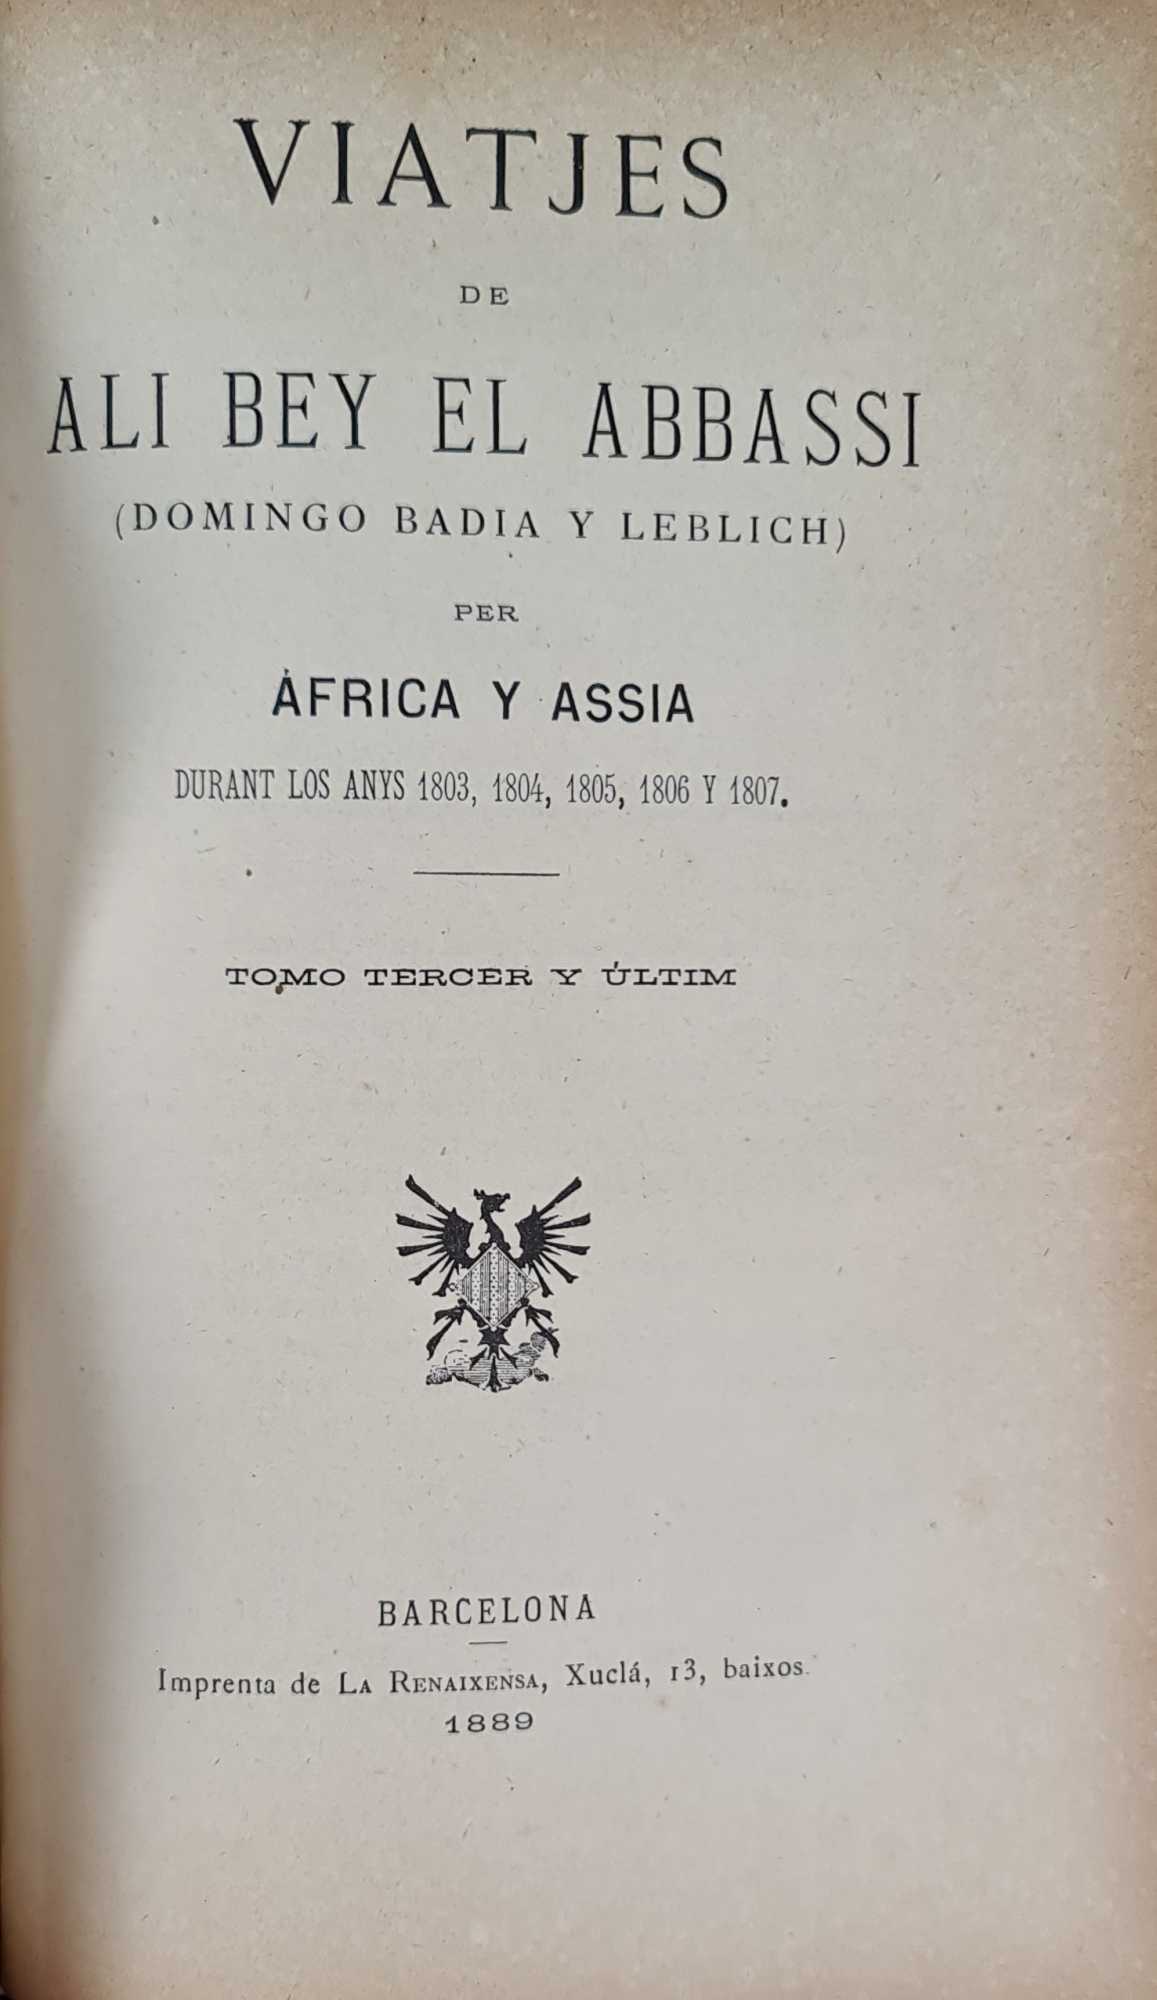 VIATJES
DE
ALI BEY EL ABBASSI
(DOMINGO BADIA Y LEBLICH)
PER
ÁFRICA Y ASSIA
DURANT LOS ANYS 1803, 1804, 1805, 1806 Y 1807.
TOMO TERCER Y ÚLTIM
BARCELONA
Imprenta de LA RENAIXENSA, Xuclá, 13, baixos.
1889